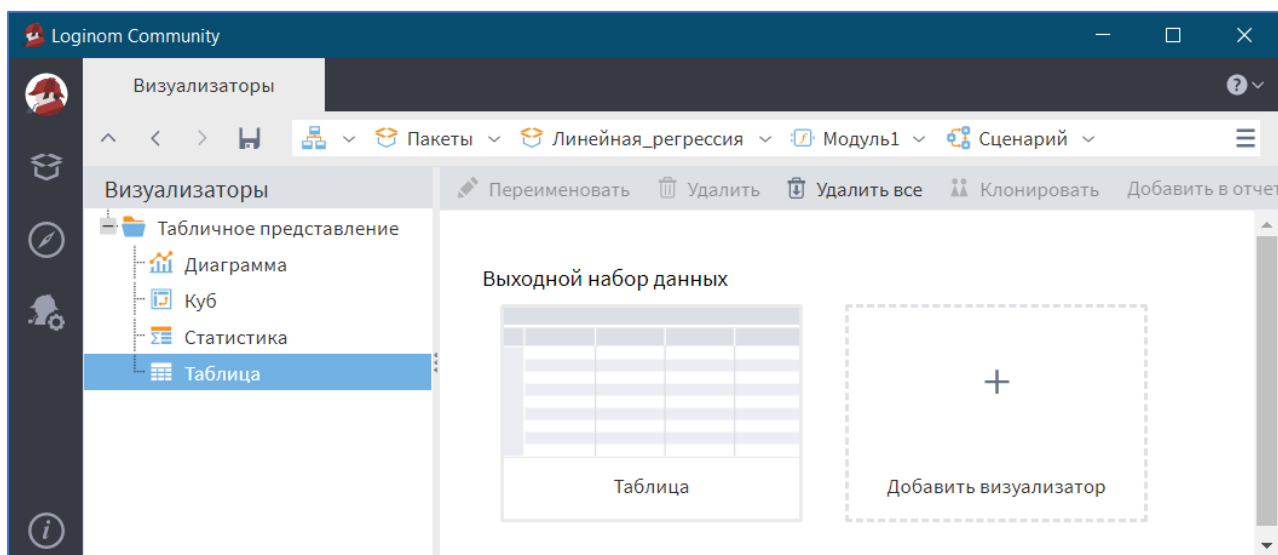 Loginom Community
Визуализаторы
Пакеты Линейная_регрессия Модуль1 Сценарий
Визуализаторы
Переименовать Удалить Удалить все Клонировать Добавить в отчет
Табличное представление
Диаграмма
Куб
Статистика
Таблица
Выходной набор данных
Таблица
Добавить визуализатор